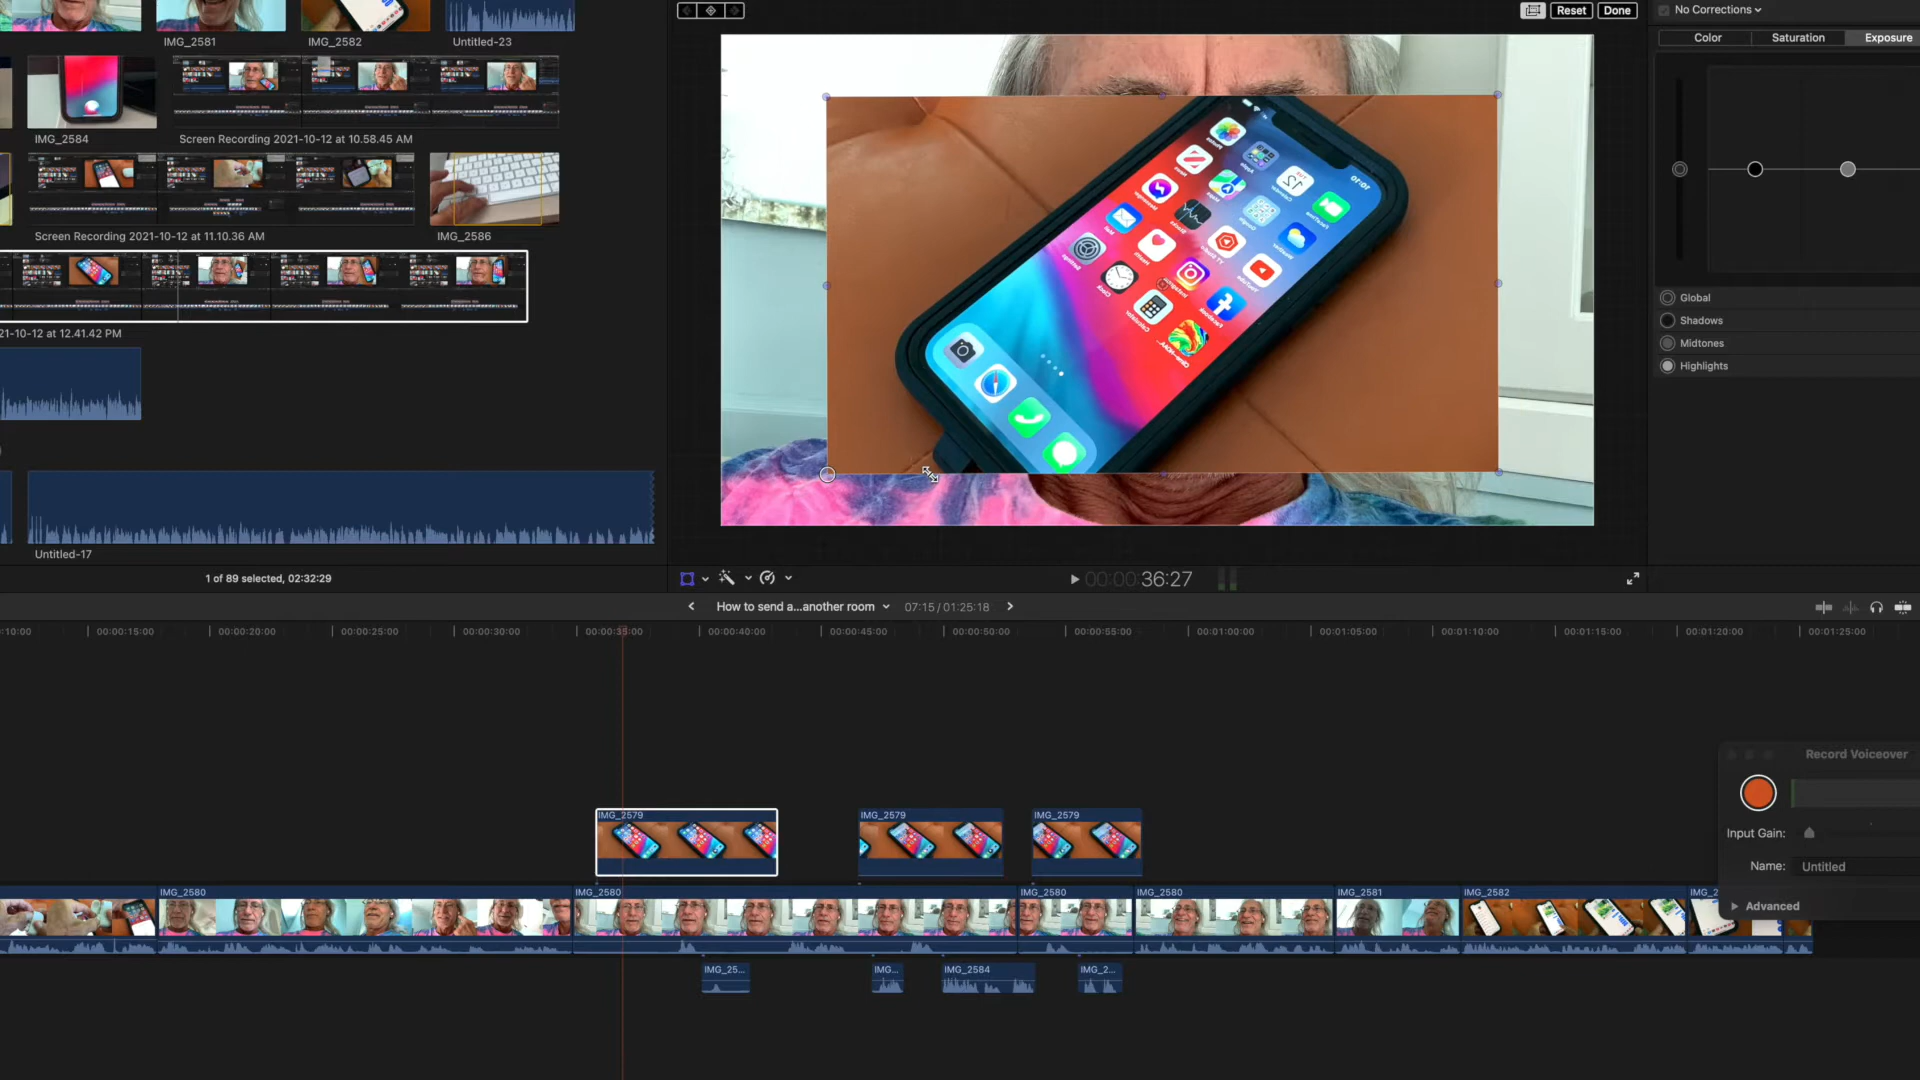 Reset
Done
No Corrections
Color
Saturation
Exposure
IMG_2581
IMG_2582
Untitled-23
IMG_2584
Screen Recording 2021-10-12 at 10.58.45 AM
Screen Recording 2021-10-12 at 11.10.36 AM
IMG_2586
21-10-12 at 12.41.42 PM
Untitled-17
Global
Shadows
Midtones
Highlights
1 of 89 selected, 02:32:29
00:00:36:27
How to send a...another room
07:15 / 01:25:18
:10:00
00:00:15:00
00:00:20:00
00:00:25:00
00:00:30:00
00:00:35:00
00:00:40:00
00:00:45:00
00:00:50:00
00:00:55:00
00:01:00:00
00:01:05:00
00:01:10:00
00:01:15:00
00:01:20:00
00:01:25:00
Record Voiceover
Input Gain:
Name:
Untitled
Advanced
IMG_2579
IMG_2579
IMG_2579
IMG_2580
IMG_2580
IMG_2580
IMG_2580
IMG_2581
IMG_2582
IMG_2
IMG_25...
IMG...
IMG_2584
IMG_2...